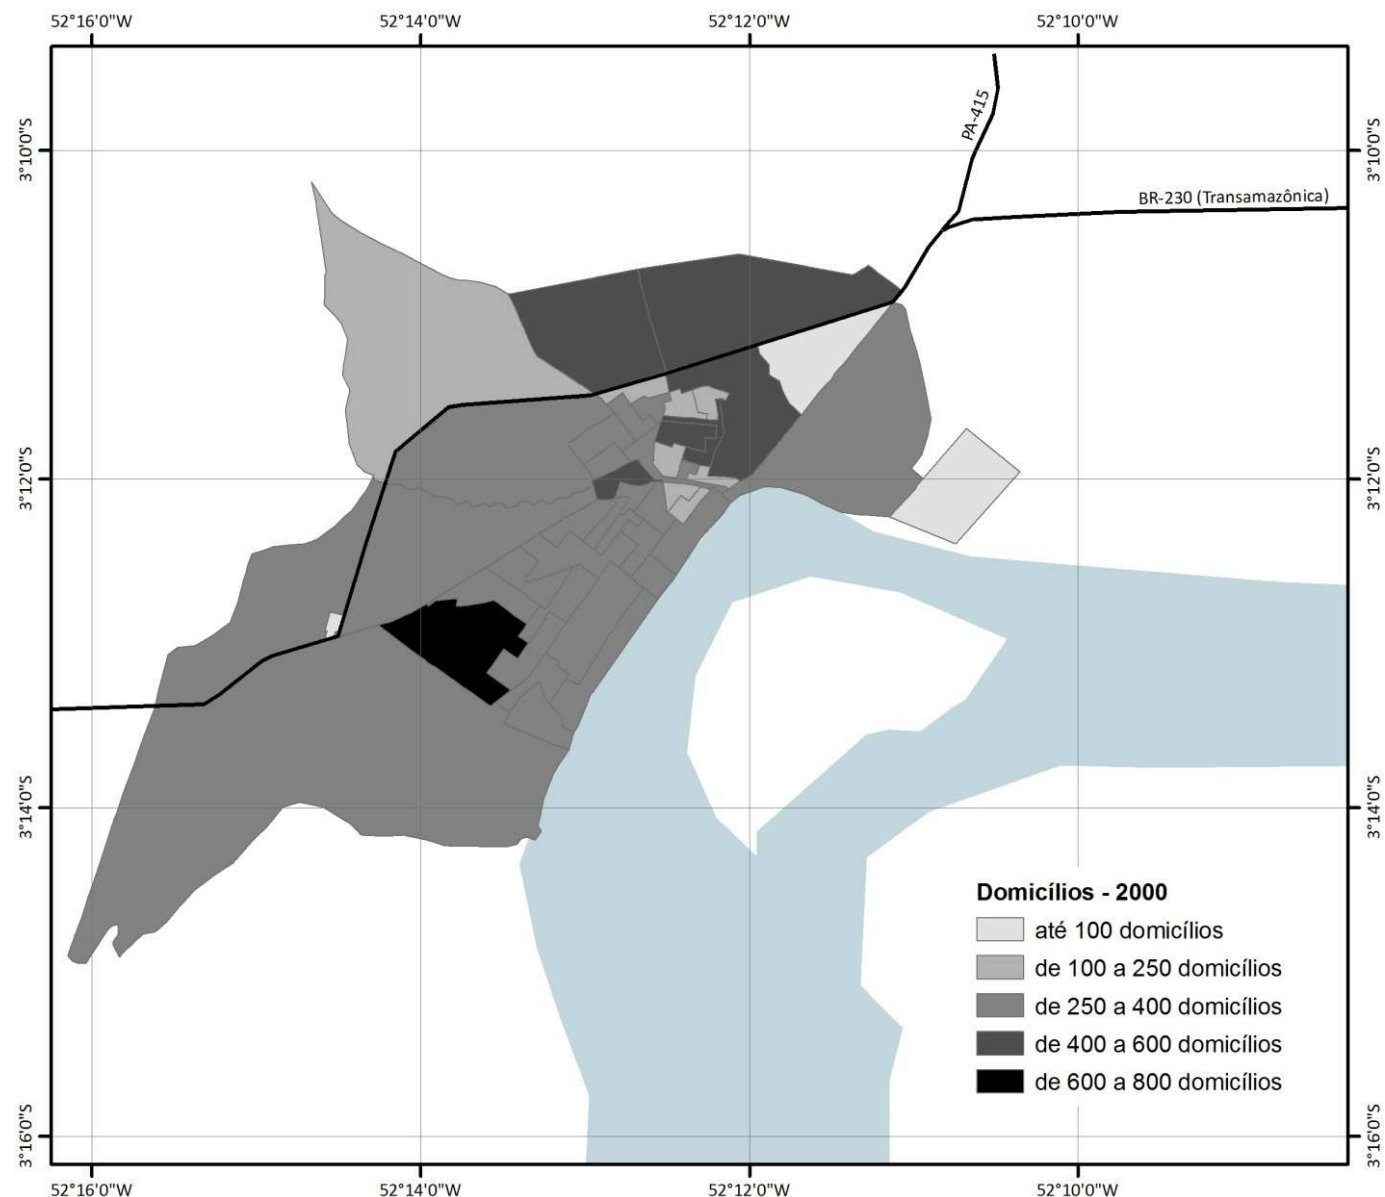 52°16'0"W
52°14'0"W
52°12'0"W
52°10'0"W
3°10'0"S
3°10'0"S
PA-415
BR-230 (Transamazônica)
3°12'0"S
3°12'0"S
3°14'0"S
3°14'0"S
Domicílios - 2000
até 100 domicílios
de 100 a 250 domicílios
de 250 a 400 domicílios
de 400 a 600 domicílios
de 600 a 800 domicílios
3°16'0"S
3°16'0"S
52°16'0"W
52°14'0"W
52°12'0"W
52°10'0"W